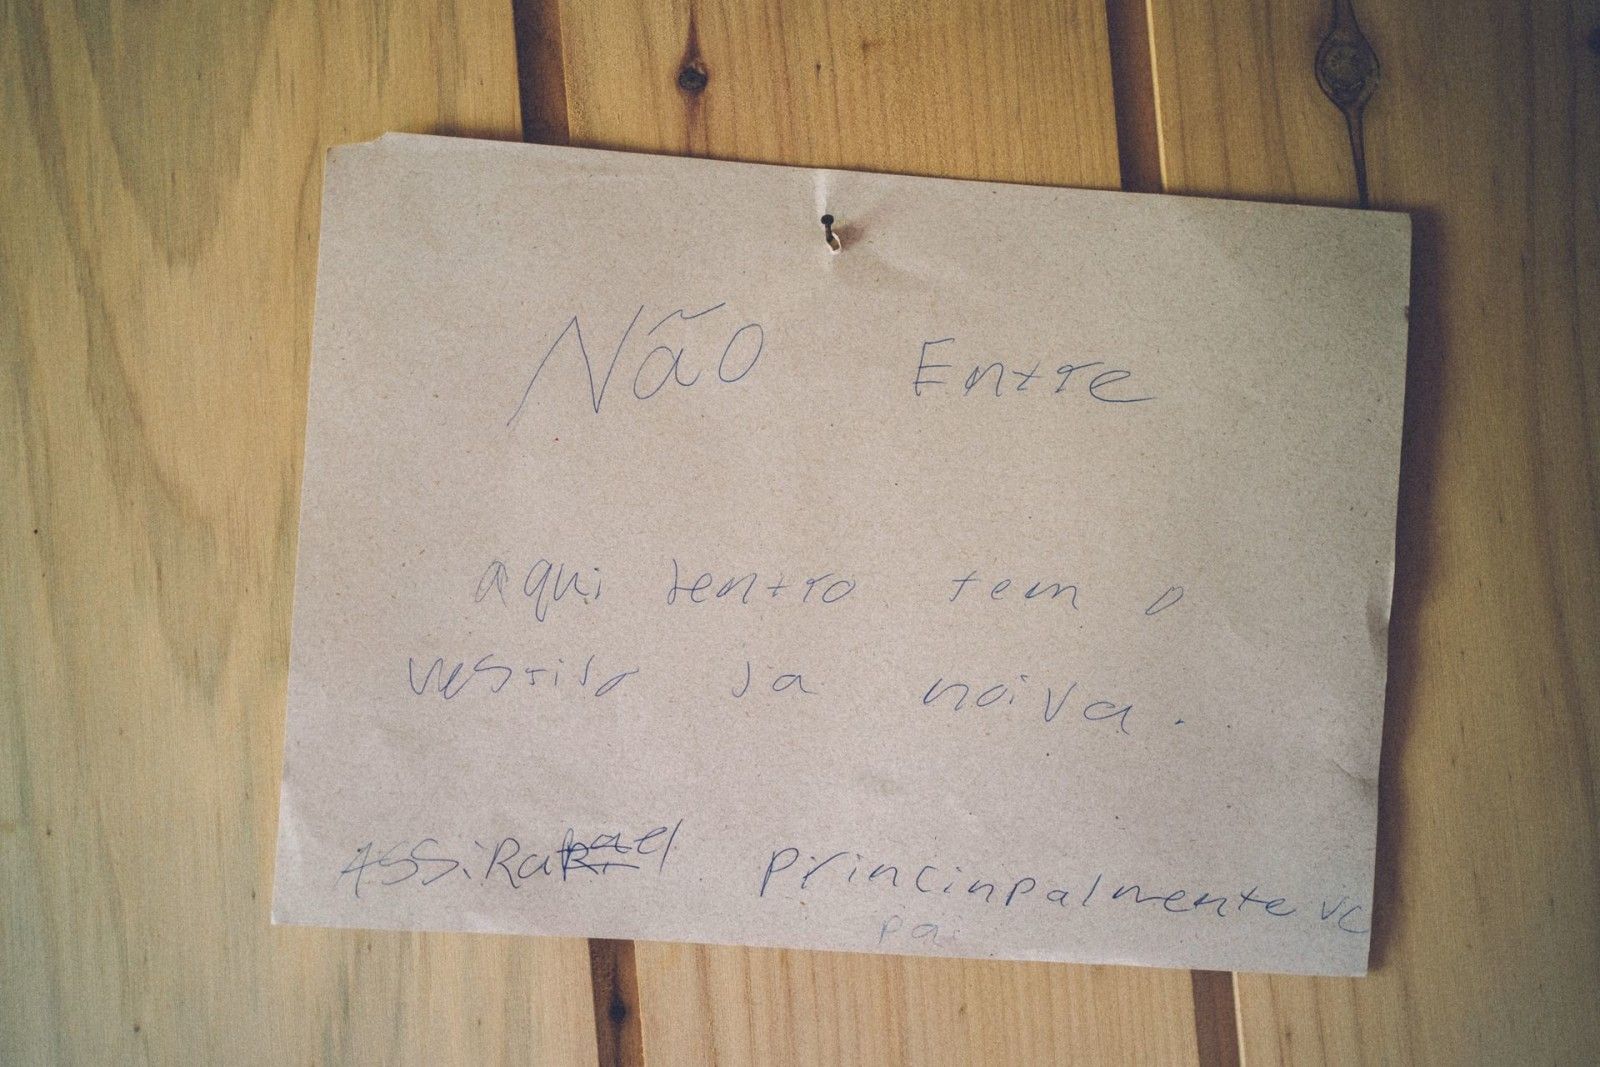 Não Entre
aqui dentro tem o
vestido da noiva.
Ass: Rafael principalmente vc
pai